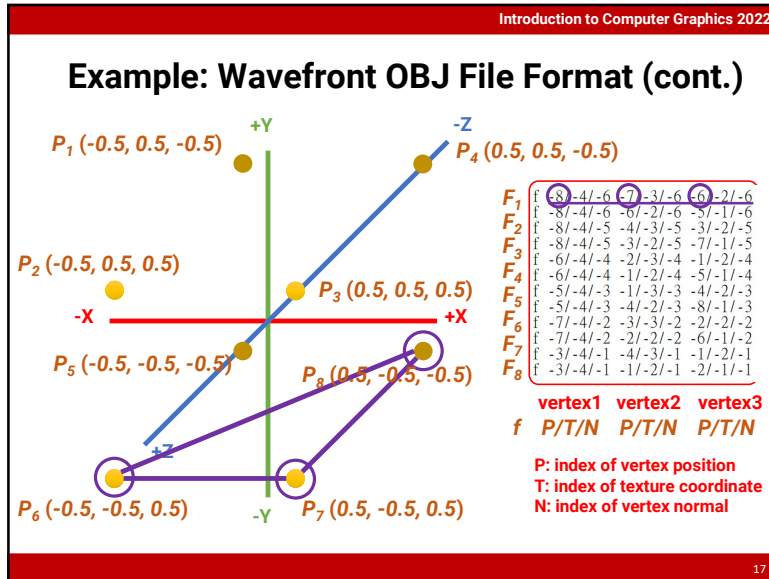 Introduction to Computer Graphics 2022
Example: Wavefront OBJ File Format (cont.)
+Y
-Z
P1 (-0.5, 0.5, -0.5)
P4 (0.5, 0.5, -0.5)
P2 (-0.5, 0.5, 0.5)
P3 (0.5, 0.5, 0.5)
-X
+X
P5 (-0.5, -0.5, -0.5)
P8 (0.5, -0.5, -0.5)
+Z
P6 (-0.5, -0.5, 0.5)
P7 (0.5, -0.5, 0.5)
-Y
F1
F2
F3
F4
F5
F6
F7
F8
f -8/-4/-6 -7/-3/-6 -6/-2/-6
f -8/-4/-6 -6/-2/-6 -5/-1/-6
f -8/-4/-5 -4/-3/-5 -3/-2/-5
f -8/-4/-5 -3/-2/-5 -7/-1/-5
f -6/-4/-4 -2/-3/-4 -1/-2/-4
f -6/-4/-4 -1/-2/-4 -5/-1/-4
f -5/-4/-3 -1/-3/-3 -4/-2/-3
f -5/-4/-3 -4/-2/-3 -8/-1/-3
f -7/-4/-2 -3/-3/-2 -2/-2/-2
f -7/-4/-2 -2/-2/-2 -6/-1/-2
f -3/-4/-1 -4/-3/-1 -1/-2/-1
f -3/-4/-1 -1/-2/-1 -2/-1/-1
vertex1 vertex2 vertex3
f P/T/N P/T/N P/T/N
P: index of vertex position
T: index of texture coordinate
N: index of vertex normal
17